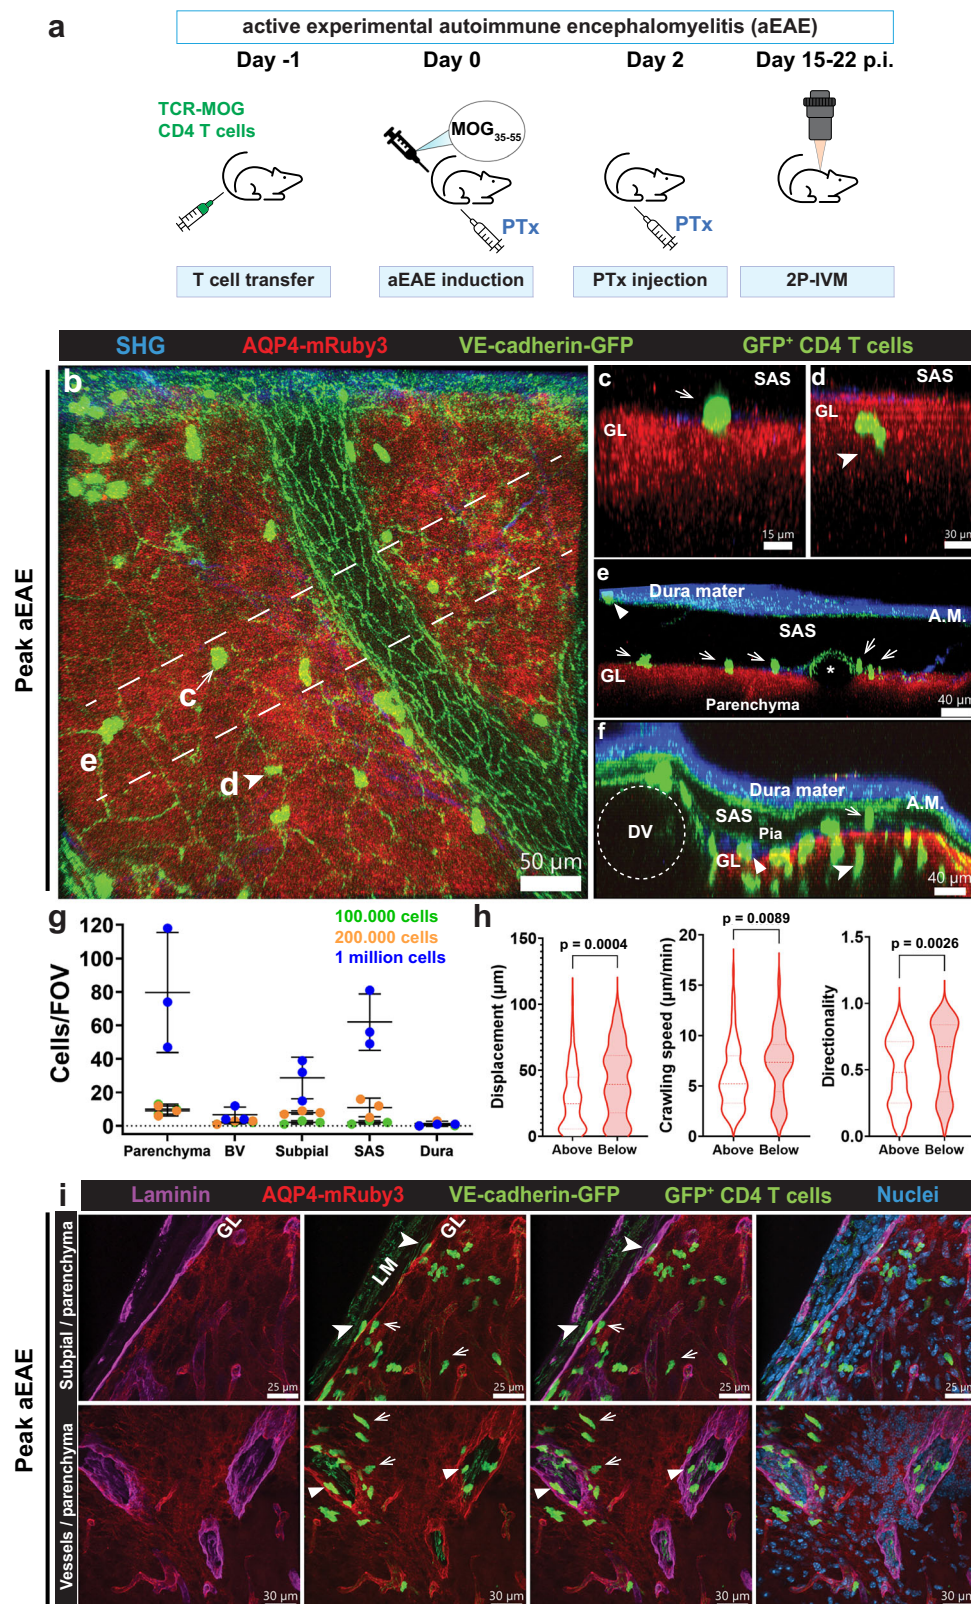 a
active experimental autoimmune encephalomyelitis (aEAE)
Day -1
Day 0
Day 2
Day 15-22 p.i.
TCR-MOG
CD4 T cells
MOG35-55
PTx
PTx
T cell transfer
aEAE induction
PTx injection
2P-IVM
SHG
AQP4-mRuby3
VE-cadherin-GFP
GFP+ CD4 T cells
Peak aEAE
b
c
e
d
50 µm
c
SAS
GL
15 µm
d
SAS
GL
30 µm
e
Dura mater
A.M.
SAS
GL
*
Parenchyma
40 µm
f
Dura mater
A.M.
SAS
DV
Pia
GL
40 µm
g
100.000 cells
200.000 cells
1 million cells
Cells/FOV
120
100
80
60
40
20
0
Parenchyma
BV
Subpial
SAS
Dura
h
p = 0.0004
Displacement (µm)
150
100
50
0
Above
Below
p = 0.0089
Crawling speed (µm/min)
20
15
10
5
0
Above
Below
p = 0.0026
Directionality
1.5
1.0
0.5
0.0
Above
Below
i
Laminin
AQP4-mRuby3
VE-cadherin-GFP
GFP+ CD4 T cells
Nuclei
Peak aEAE
Subpial / parenchyma
GL
25 µm
GL
LM
25 µm
25 µm
25 µm
Vessels / parenchyma
30 µm
30 µm
30 µm
30 µm